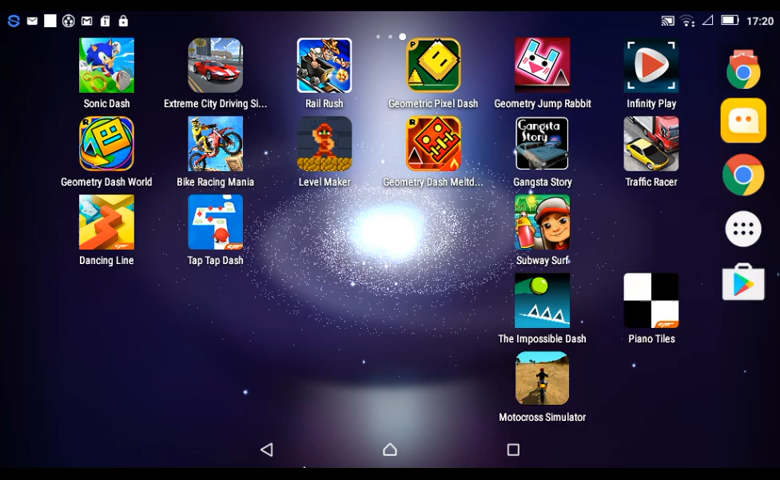 17:20
Sonic Dash
Extreme City Driving Si...
Rail Rush
Geometric Pixel Dash
Geometry Jump Rabbit
Infinity Play
Geometry Dash World
Bike Racing Mania
Level Maker
Geometry Dash Meltd...
Gangsta Story
Gangsta Story
Traffic Racer
Dancing Line
Tap Tap Dash
Subway Surf
The Impossible Dash
Piano Tiles
Motocross Simulator